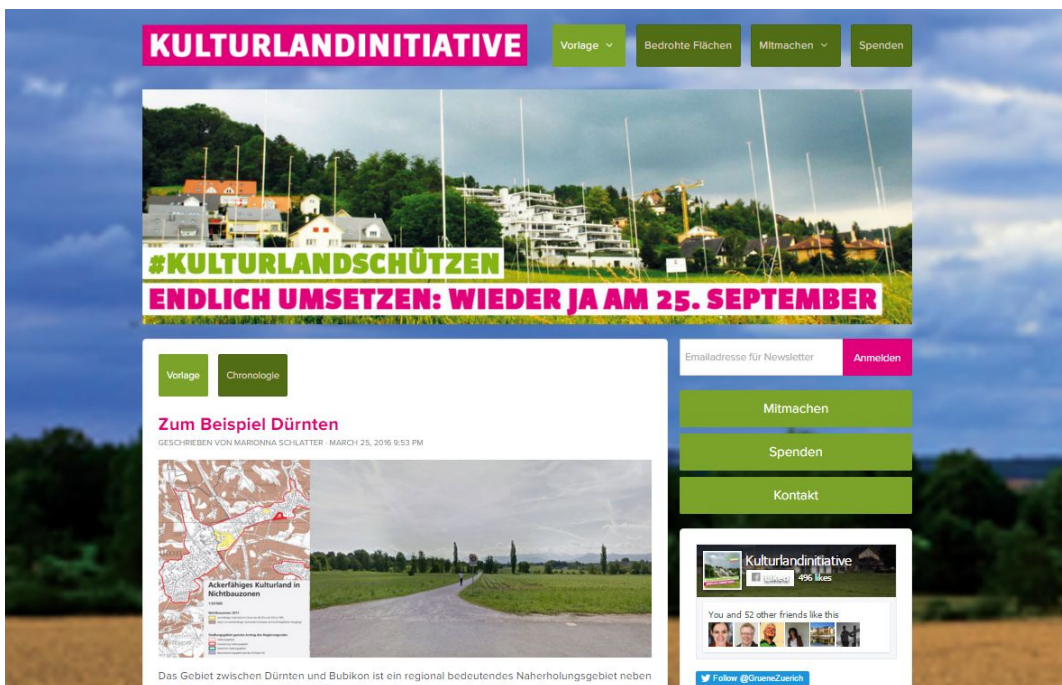 KULTURLANDINITIATIVE
Vorlage
Bedrohte Flächen
Mitmachen
Spenden
#KULTURLANDSCHÜTZEN
ENDLICH UMSETZEN: WIEDER JA AM 25. SEPTEMBER
Vorlage
Chronologie
Emailadresse für Newsletter
Anmelden
Zum Beispiel Dürnten
GESCHRIEBEN VON MARIONNA SCHLATTER · MARCH 25, 2016 9:53 PM
Ackerfähiges Kulturland in
Nichtbauzonen
Das Gebiet zwischen Dürnten und Bubikon ist ein regional bedeutendes Naherholungsgebiet neben
Mitmachen
Spenden
Kontakt
Kulturlandinitiative
Liked
496 likes
You and 52 other friends like this
Follow @GrueneZuerich